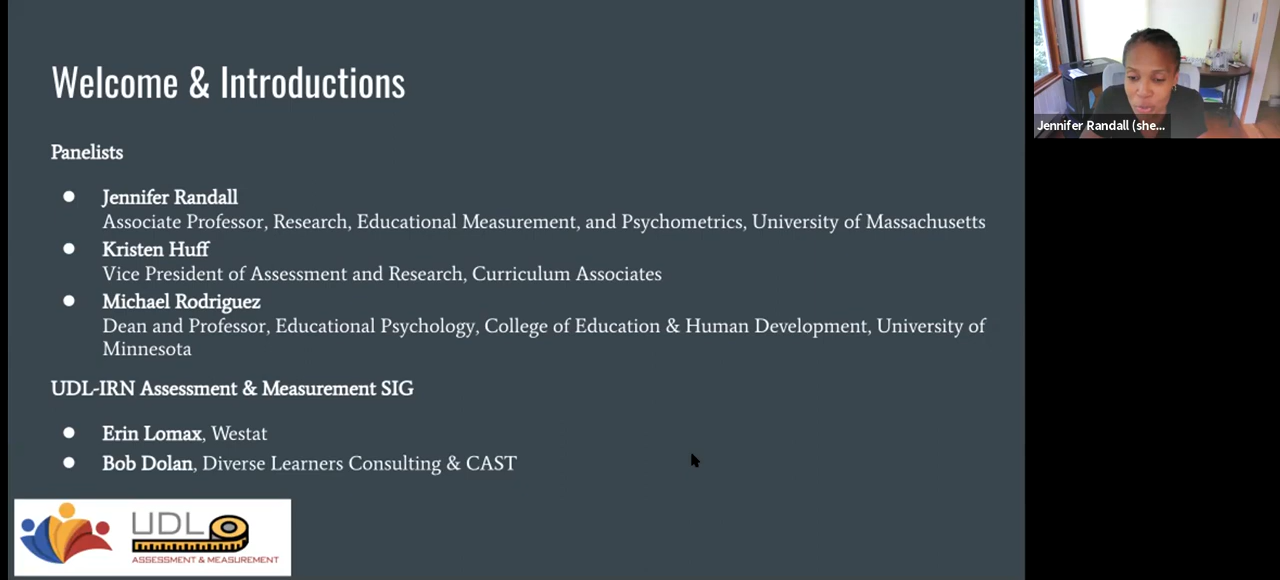 Welcome & Introductions
Panelists
Jennifer Randall
Associate Professor, Research, Educational Measurement, and Psychometrics, University of Massachusetts
Kristen Huff
Vice President of Assessment and Research, Curriculum Associates
Michael Rodriguez
Dean and Professor, Educational Psychology, College of Education & Human Development, University of
Minnesota
UDL-IRN Assessment & Measurement SIG
Erin Lomax, Westat
Bob Dolan, Diverse Learners Consulting & CAST
UDL
ASSESSMENT & MEASUREMENT
Jennifer Randall (she...